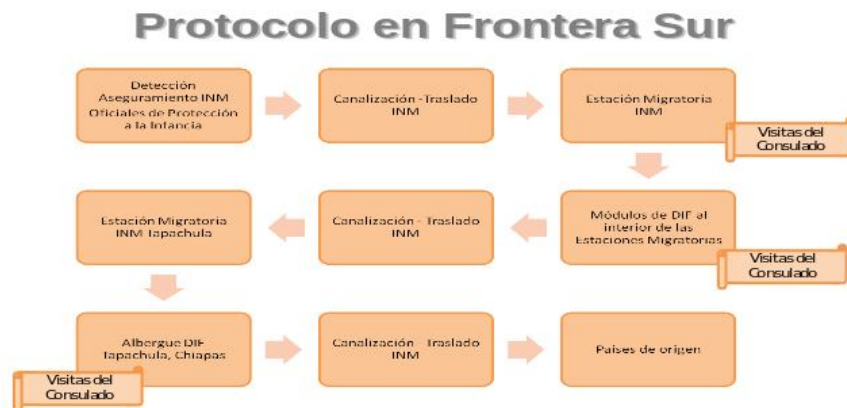 Protocolo en Frontera Sur
Detección
Aseguramiento INM
Oficiales de Protección
a la Infancia
Canalización -Traslado
INM
Estación Migratoria
INM
Visitas del
Consulado
Módulos de DIF al
interior de las
Estaciones Migratorias
Visitas del
Consulado
Canalización - Traslado
INM
Estación Migratoria
INM Tapachula
Albergue DIF
Tapachula, Chiapas
Visitas del
Consulado
Canalización - Traslado
INM
Países de origen